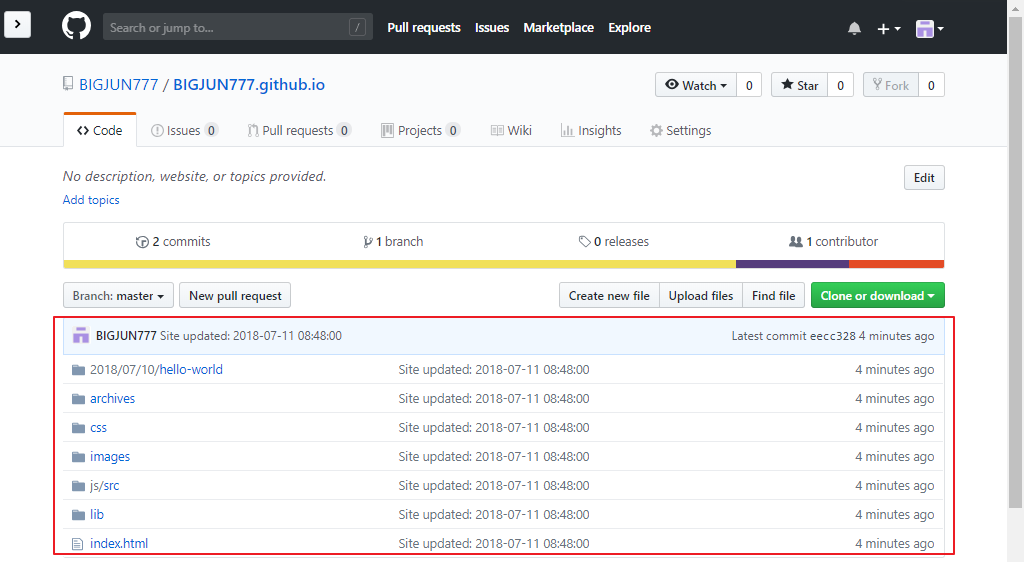 Search or jump to... / Pull requests Issues Marketplace Explore
BIGJUN777 / BIGJUN777.github.io Watch 0 Star 0 Fork 0
Code Issues 0 Pull requests 0 Projects 0 Wiki Insights Settings
No description, website, or topics provided. Edit
Add topics
2 commits 1 branch 0 releases 1 contributor
Branch: master New pull request Create new file Upload files Find file Clone or download
BIGJUN777 Site updated: 2018-07-11 08:48:00 Latest commit eecc328 4 minutes ago
2018/07/10/hello-world Site updated: 2018-07-11 08:48:00 4 minutes ago
archives Site updated: 2018-07-11 08:48:00 4 minutes ago
css Site updated: 2018-07-11 08:48:00 4 minutes ago
images Site updated: 2018-07-11 08:48:00 4 minutes ago
js/src Site updated: 2018-07-11 08:48:00 4 minutes ago
lib Site updated: 2018-07-11 08:48:00 4 minutes ago
index.html Site updated: 2018-07-11 08:48:00 4 minutes ago